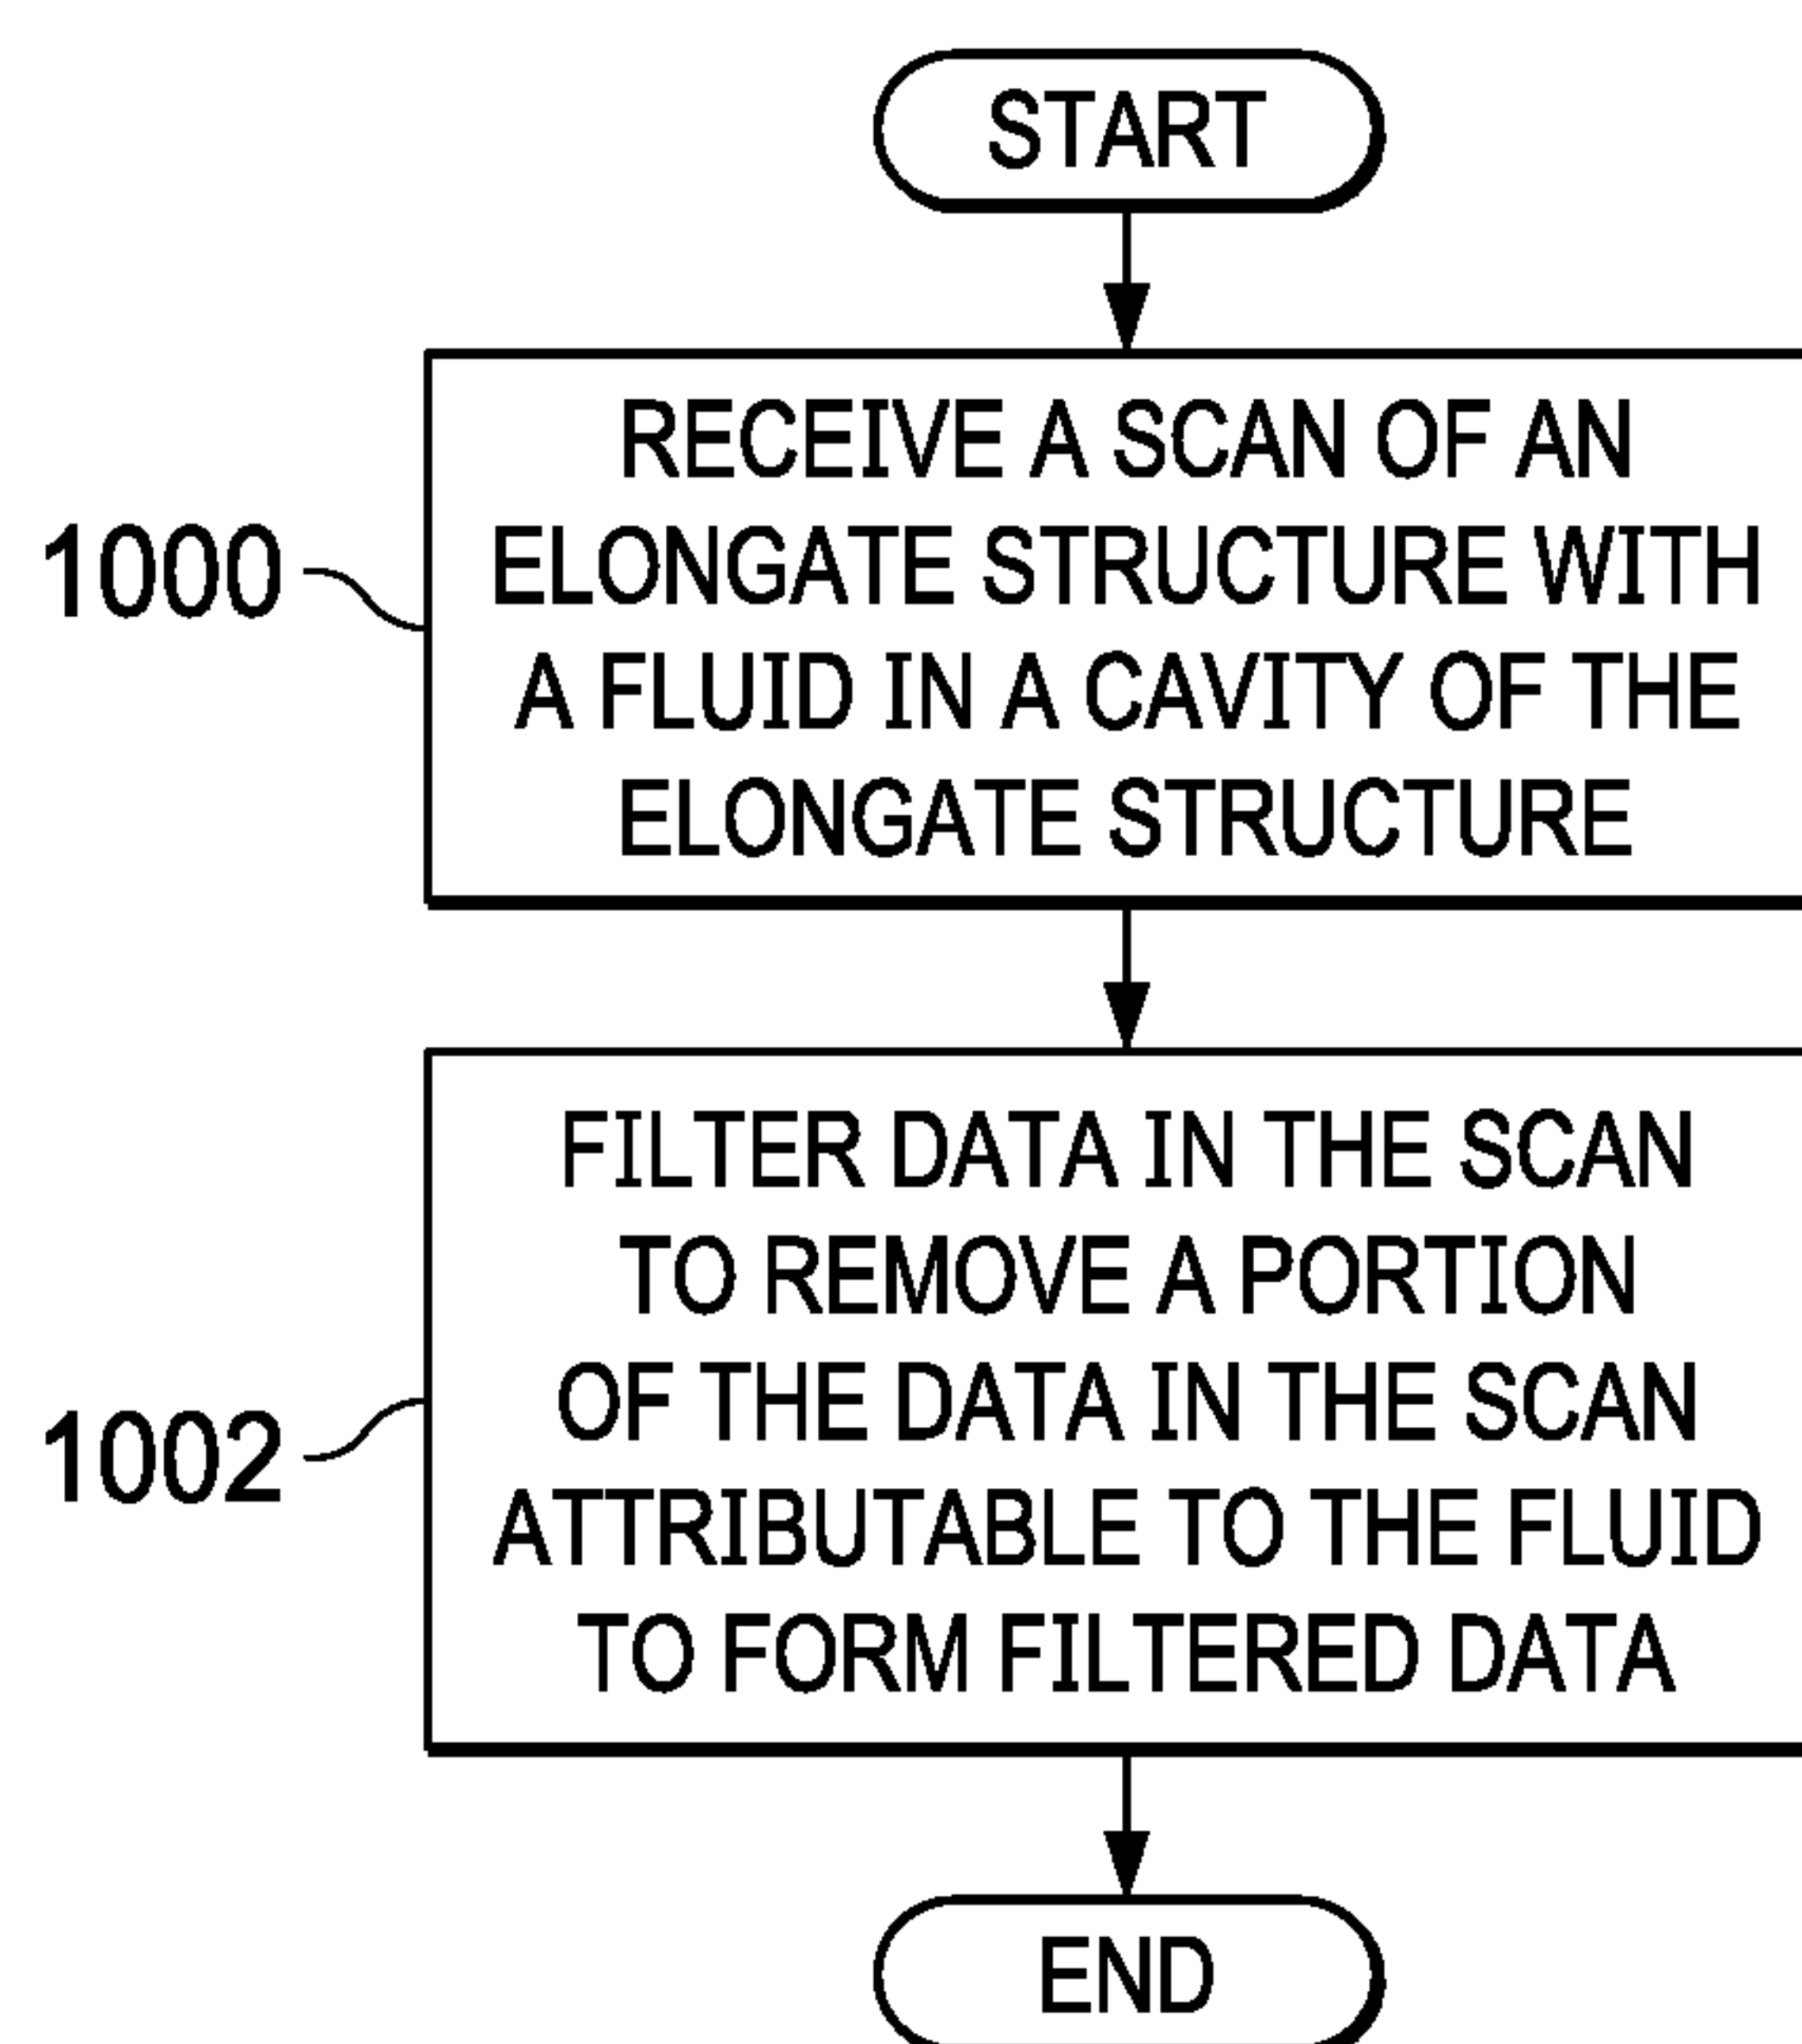 START
RECEIVE A SCAN OF AN
ELONGATE STRUCTURE WITH
A FLUID IN A CAVITY OF THE
ELONGATE STRUCTURE
1000
FILTER DATA IN THE SCAN
TO REMOVE A PORTION
OF THE DATA IN THE SCAN
ATTRIBUTABLE TO THE FLUID
TO FORM FILTERED DATA
1002
END